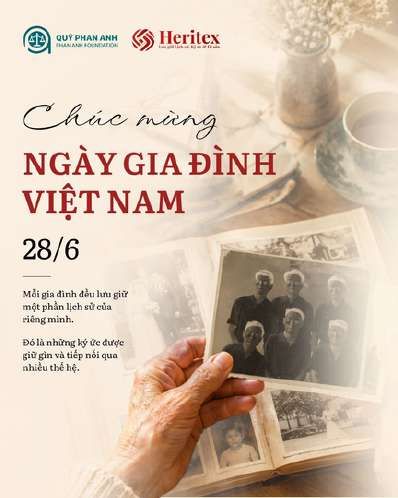 QUỸ PHAN ANH
PHAN ANH FOUNDATION
Heritex
Chúc mừng
NGÀY GIA ĐÌNH
VIỆT NAM
28/6
Mỗi gia đình đều lưu giữ
một phần lịch sử của
riêng mình.
Đó là những ký ức được
giữ gìn và tiếp nối qua
nhiều thế hệ.